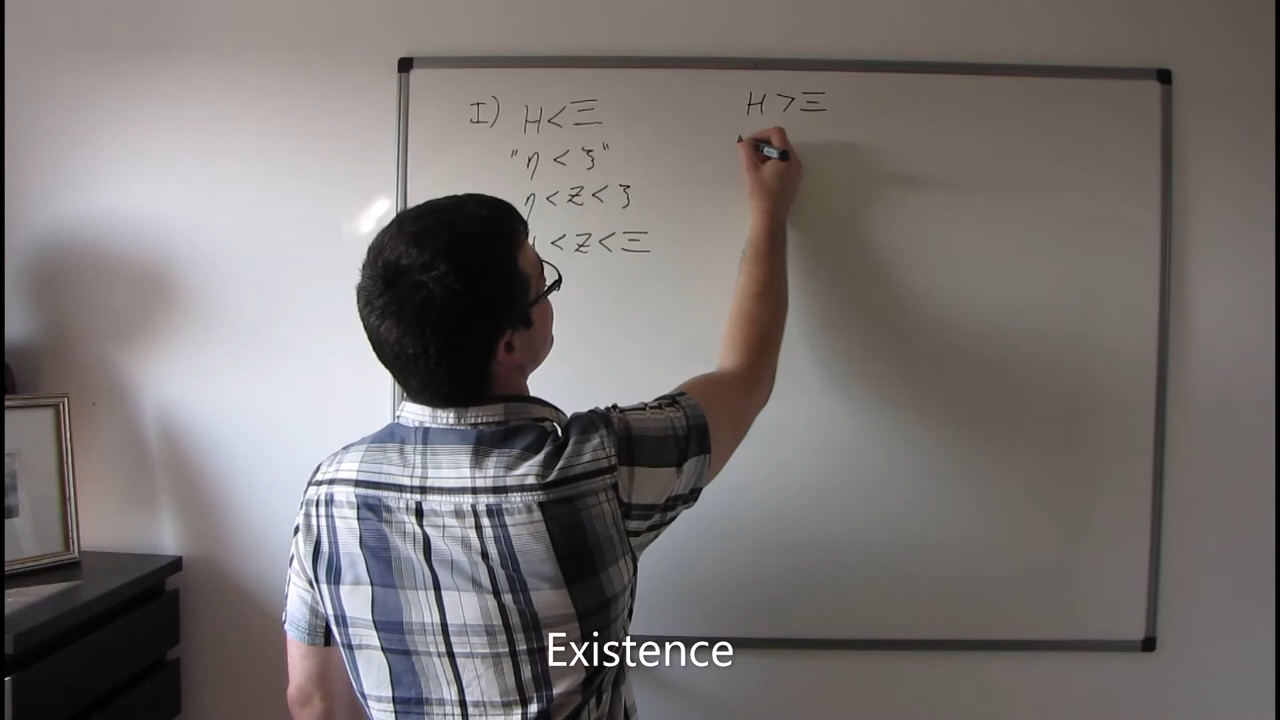 I) H < Ξ
"η < ξ"
η < Z < ξ
< Z < Ξ
H > Ξ
"
Existence